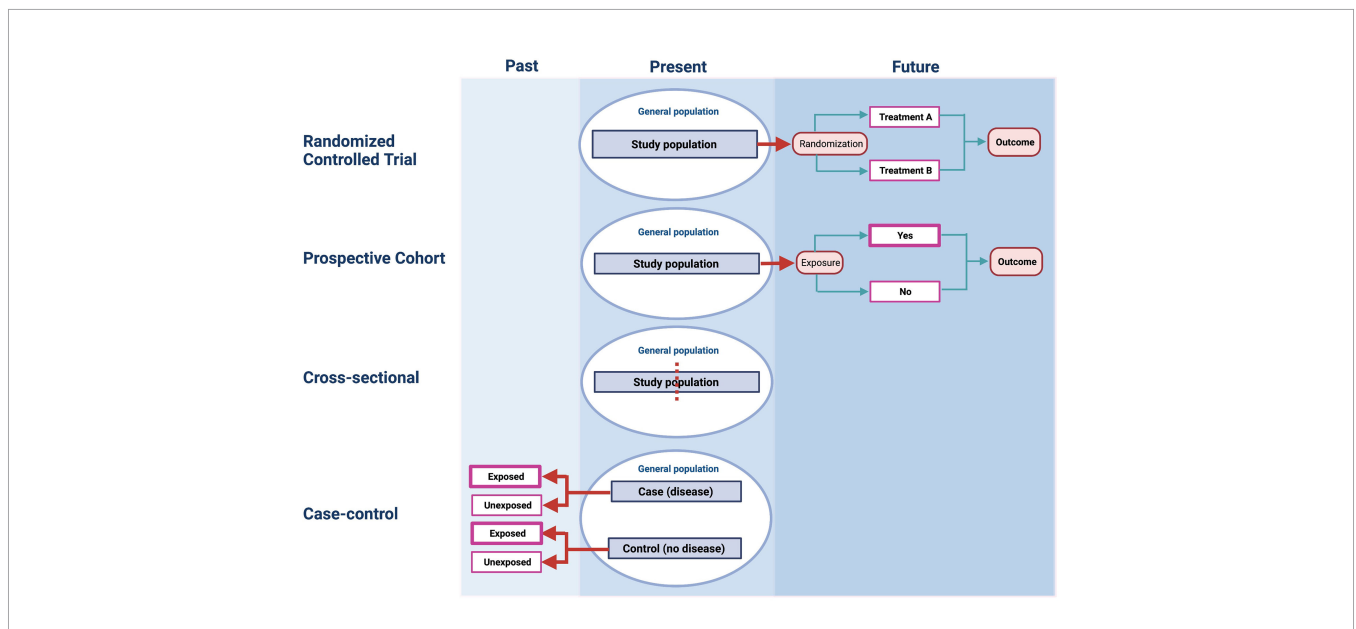 Past
Present
Future
Randomized
Controlled Trial
General population
Study population
Randomization
Treatment A
Treatment B
Outcome
Prospective Cohort
General population
Study population
Exposure
Yes
No
Outcome
Cross-sectional
General population
Study population
Case-control
General population
Exposed
Unexposed
Case (disease)
Exposed
Unexposed
Control (no disease)